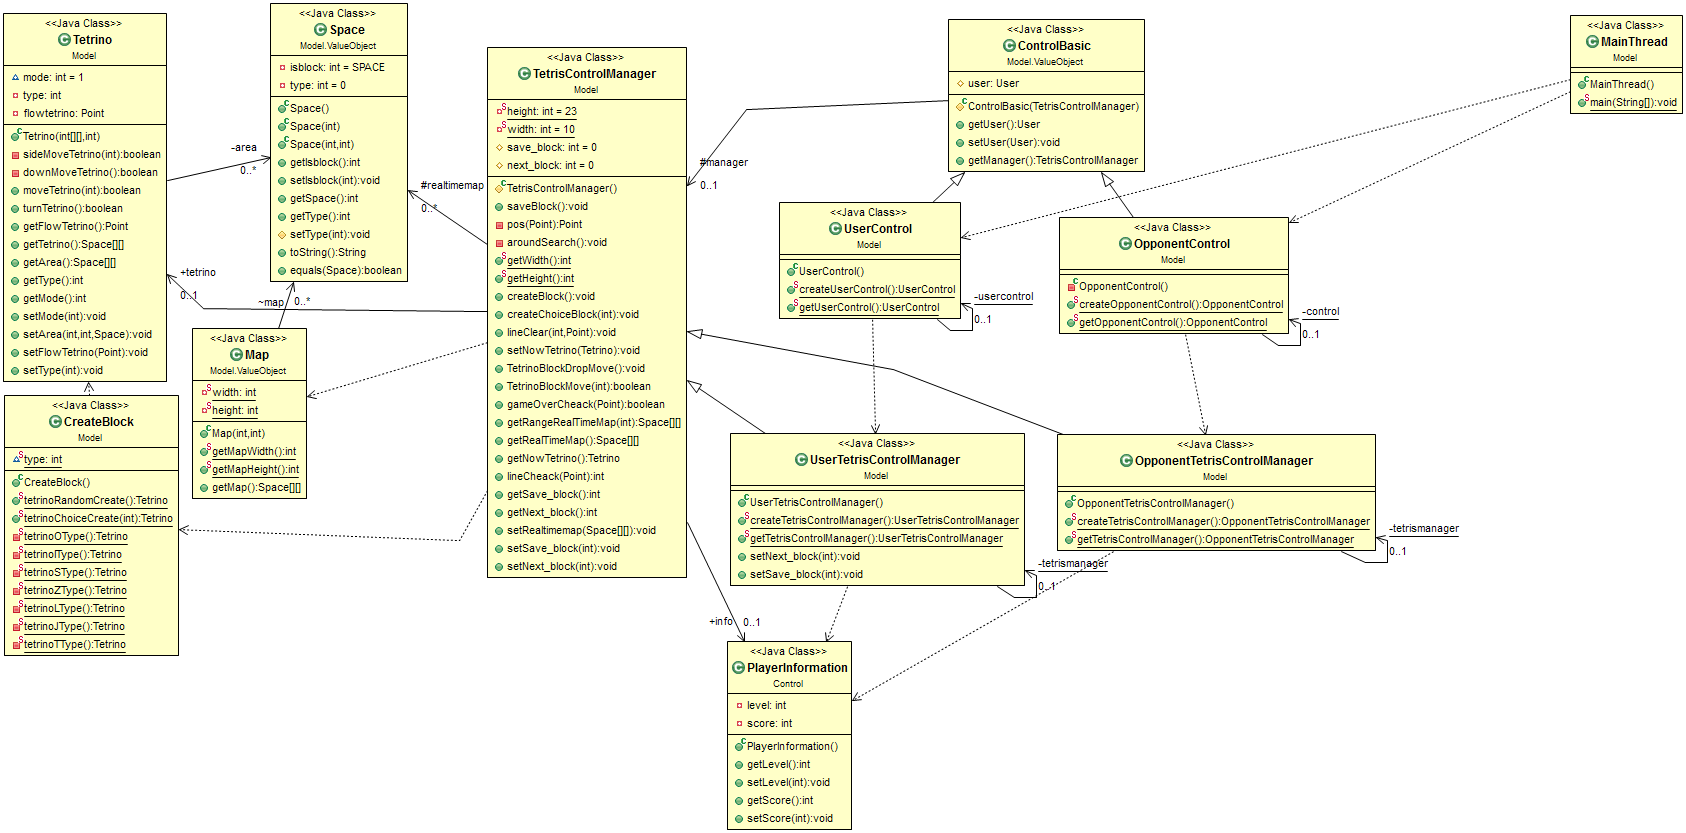 <<Java Class>>
Tetrino
Model
mode: int = 1
type: int
flowtetrino: Point
Tetrino(int[][],int)
sideMoveTetrino(int):boolean
downMoveTetrino():boolean
moveTetrino(int):boolean
turnTetrino():boolean
getFlowTetrino():Point
getTetrino():Space[][]
getArea():Space[][]
getType():int
getMode():int
setMode(int):void
setArea(int,int,Space):void
setFlowTetrino(Point):void
setType(int):void
<<Java Class>>
CreateBlock
Model
type: int
CreateBlock()
tetrinoRandomCreate():Tetrino
tetrinoChoiceCreate(int):Tetrino
tetrinoOType():Tetrino
tetrinoIType():Tetrino
tetrinoSType():Tetrino
tetrinoZType():Tetrino
tetrinoLType():Tetrino
tetrinoJType():Tetrino
tetrinoTType():Tetrino
-area
0..*
<<Java Class>>
Space
Model.ValueObject
isblock: int = SPACE
type: int = 0
Space()
Space(int)
Space(int,int)
getIsblock():int
setIsblock(int):void
getSpace():int
getType():int
setType(int):void
toString():String
equals(Space):boolean
+tetrino
0..1
~map
0..*
<<Java Class>>
Map
Model.ValueObject
width: int
height: int
Map(int,int)
getMapWidth():int
getMapHeight():int
getMap():Space[][]
#realtimemap
0..*
<<Java Class>>
TetrisControlManager
Model
height: int = 23
width: int = 10
save_block: int = 0
next_block: int = 0
TetrisControlManager()
saveBlock():void
pos(Point):Point
aroundSearch():void
getWidth():int
getHeight():int
createBlock():void
createChoiceBlock(int):void
lineClear(int,Point):void
setNowTetrino(Tetrino):void
TetrinoBlockDropMove():void
TetrinoBlockMove(int):boolean
gameOverCheack(Point):boolean
getRangeRealTimeMap(int):Space[][]
getRealTimeMap():Space[][]
getNowTetrino():Tetrino
lineCheack(Point):int
getSave_block():int
getNext_block():int
setRealtimemap(Space[][]):void
setSave_block(int):void
setNext_block(int):void
#manager
0..1
<<Java Class>>
ControlBasic
Model.ValueObject
user: User
ControlBasic(TetrisControlManager)
getUser():User
setUser(User):void
getManager():TetrisControlManager
<<Java Class>>
MainThread
Model
MainThread()
main(String[]):void
<<Java Class>>
UserControl
Model
UserControl()
createUserControl():UserControl
getUserControl():UserControl
-usercontrol
0..1
<<Java Class>>
OpponentControl
Model
OpponentControl()
createOpponentControl():OpponentControl
getOpponentControl():OpponentControl
-control
0..1
<<Java Class>>
UserTetrisControlManager
Model
UserTetrisControlManager()
createTetrisControlManager():UserTetrisControlManager
getTetrisControlManager():UserTetrisControlManager
setNext_block(int):void
setSave_block(int):void
-tetrismanager
0..1
<<Java Class>>
OpponentTetrisControlManager
Model
OpponentTetrisControlManager()
createTetrisControlManager():OpponentTetrisControlManager
getTetrisControlManager():OpponentTetrisControlManager
-tetrismanager
0..1
+info
0..1
<<Java Class>>
PlayerInformation
Control
level: int
score: int
PlayerInformation()
getLevel():int
setLevel(int):void
getScore():int
setScore(int):void